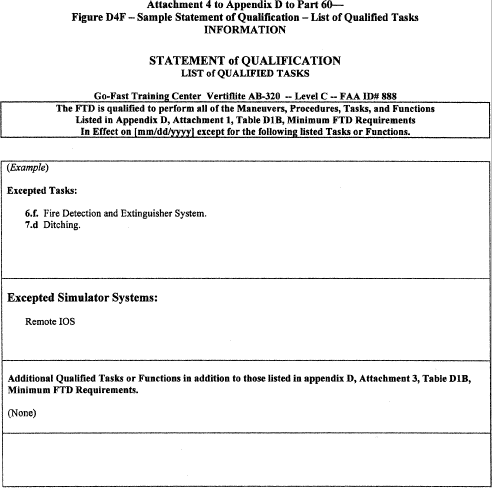 Attachment 4 to Appendix D to Part 60—
Figure D4F – Sample Statement of Qualification – List of Qualified Tasks
INFORMATION
STATEMENT of QUALIFICATION
LIST of QUALIFIED TASKS
Go-Fast Training Center Vertiflite AB-320 -- Level C -- FAA ID# 888
The FTD is qualified to perform all of the Maneuvers, Procedures, Tasks, and Functions
Listed in Appendix D, Attachment 1, Table D1B, Minimum FTD Requirements
In Effect on [mm/dd/yyyy] except for the following listed Tasks or Functions.
(Example)
Excepted Tasks:
6.f. Fire Detection and Extinguisher System.
7.d Ditching.
Excepted Simulator Systems:
Remote IOS
Additional Qualified Tasks or Functions in addition to those listed in appendix D, Attachment 3, Table D1B,
Minimum FTD Requirements.
(None)